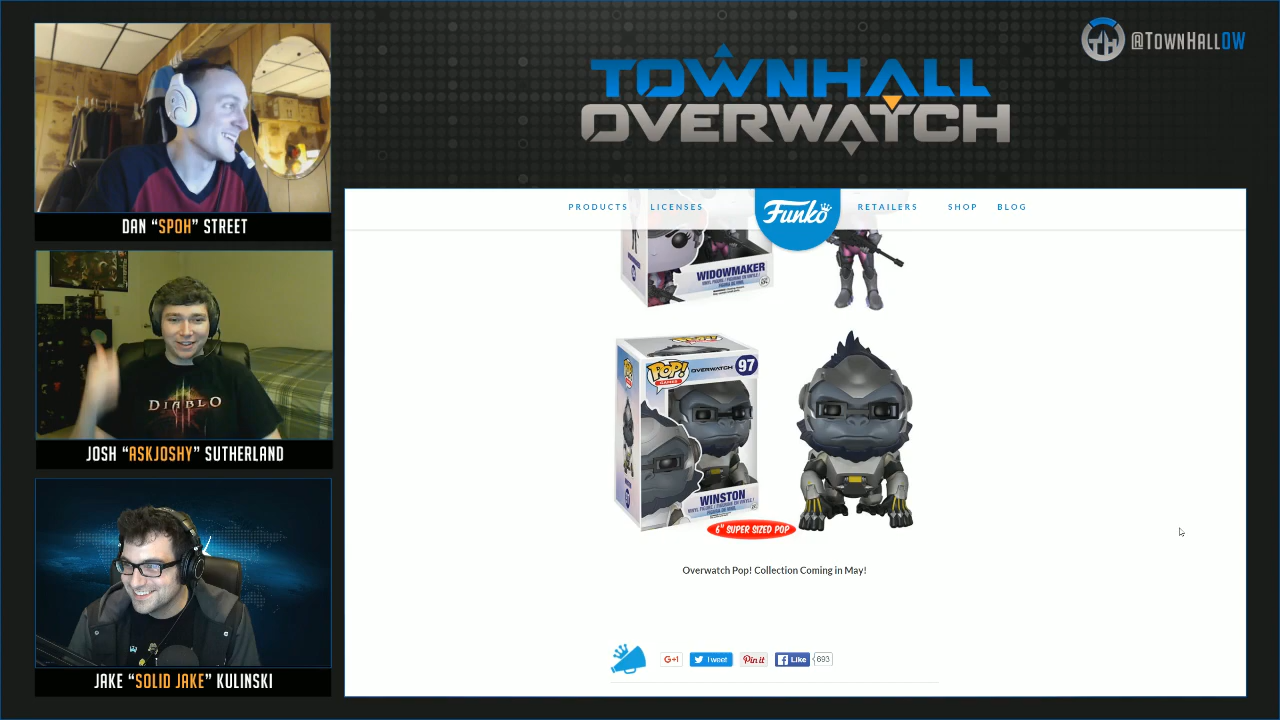 @TOWNHALLOW
TOWNHALL
OVERWATCH
DAN “SPOH” STREET
JOSH “ASKJOSHY” SUTHERLAND
JAKE “SOLID JAKE” KULINSKI
DIABLO
PRODUCTS LICENSES Funko RETAILERS SHOP BLOG
WIDOWMAKER
POP!
GAMES
OVERWATCH 97
WINSTON
6" SUPER SIZED POP
Overwatch Pop! Collection Coming in May!
G+1 Tweet Pin it Like 693